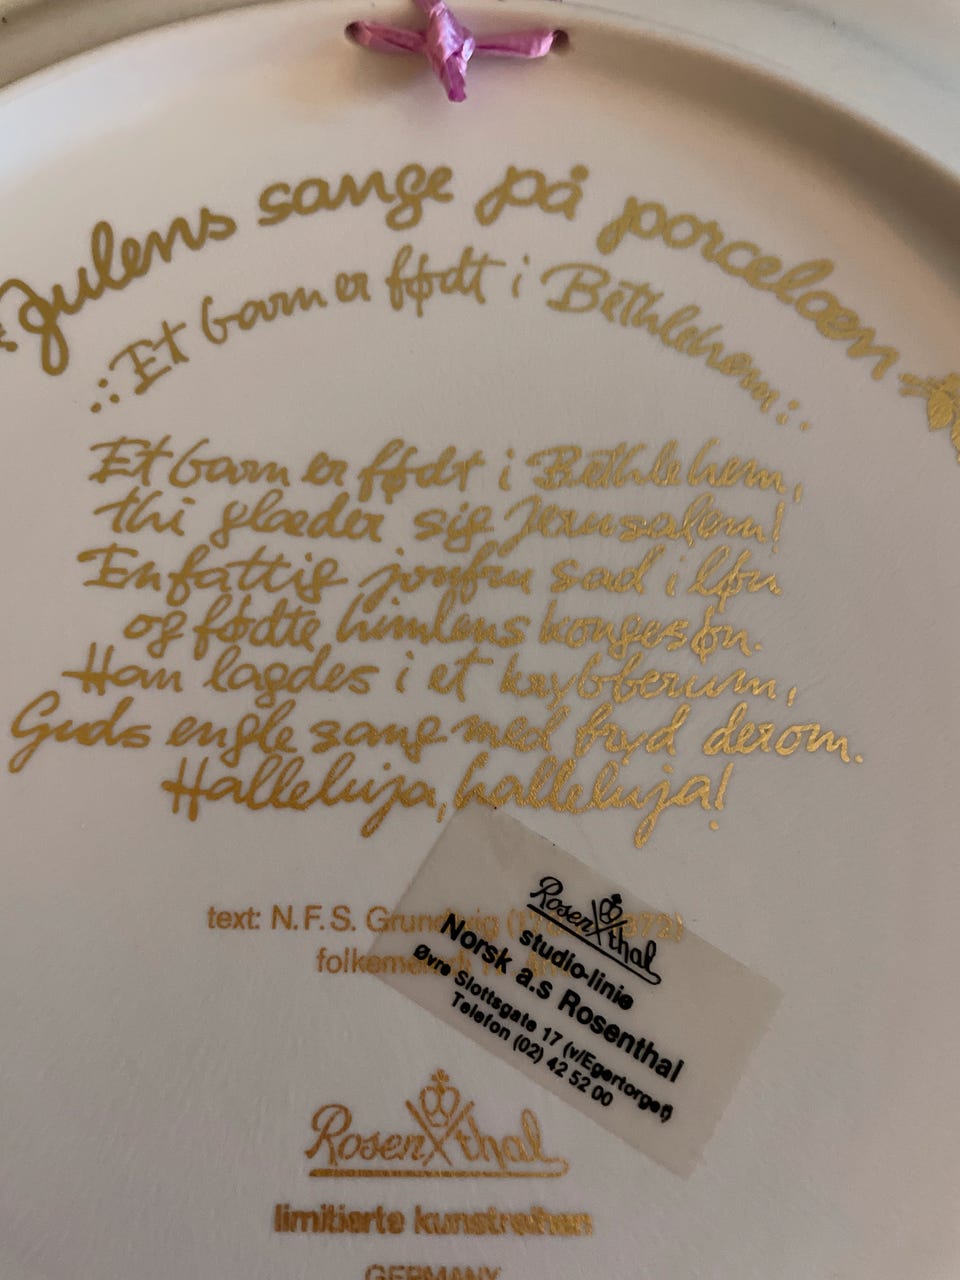 Julens sange på porcelæn
.: Et barn er født i Bethlehem :.
Et barn er født i Bethlehem,
thi glæder sig Jerusalem!
En fattig jomfru sad i løn
og fødte himlens kongesøn.
Han lagdes i et krybberum,
Guds engle sang med fryd derom.
Halleluja, halleluja!
text: N.F.S. Grundtvig
Rosenthal
studio-linie
Norsk a.s Rosenthal
Øvre Slottsgate 17 (v/Egertorget)
Telefon (02) 42 52 00
Rosenthal
limitierte kunstreihen
GERMANY